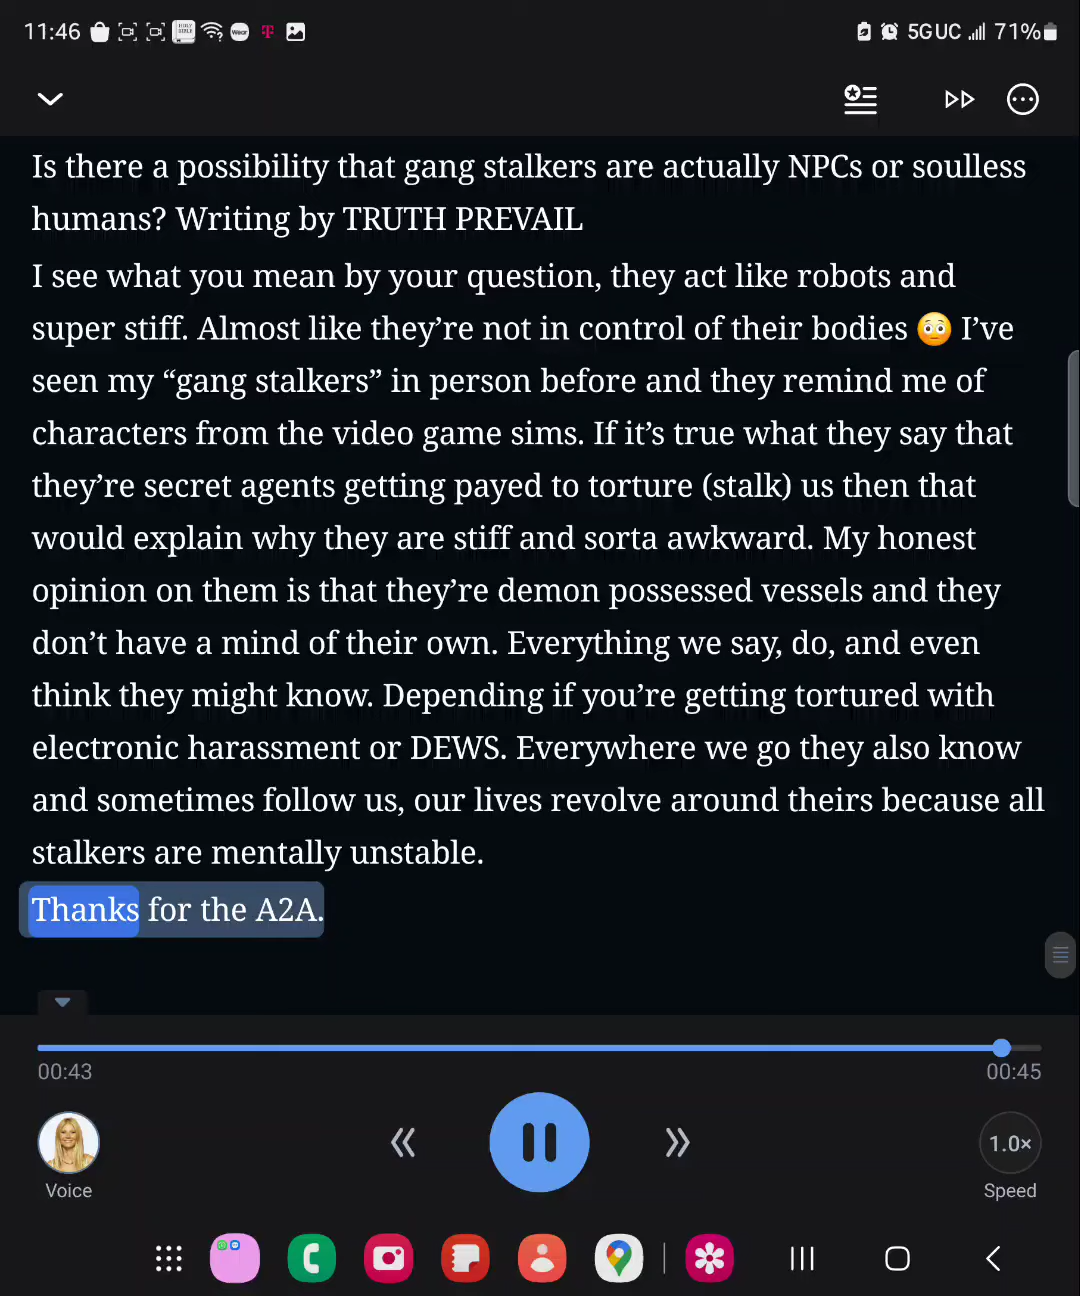 11:46
5GUC 71%
Is there a possibility that gang stalkers are actually NPCs or soulless
humans? Writing by TRUTH PREVAIL
I see what you mean by your question, they act like robots and
super stiff. Almost like they’re not in control of their bodies 😳 I’ve
seen my “gang stalkers” in person before and they remind me of
characters from the video game sims. If it’s true what they say that
they’re secret agents getting payed to torture (stalk) us then that
would explain why they are stiff and sorta awkward. My honest
opinion on them is that they’re demon possessed vessels and they
don’t have a mind of their own. Everything we say, do, and even
think they might know. Depending if you’re getting tortured with
electronic harassment or DEWS. Everywhere we go they also know
and sometimes follow us, our lives revolve around theirs because all
stalkers are mentally unstable.
Thanks for the A2A.
00:43
00:45
1.0×
Voice
Speed